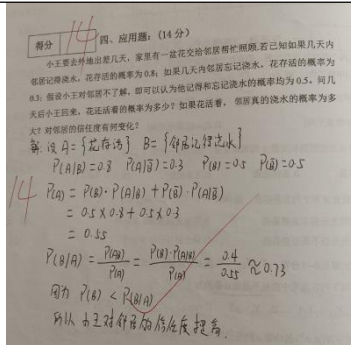 得分 14 四、应用题:(14分)
小王要去外地出差几天,家里有一盆花交给邻居帮忙照顾.若已知如果几天内
邻居记得浇水,花存活的概率为0.8;如果几天内邻居忘记浇水,花存活的概率为
0.3;假设小王对邻居不了解,即可以认为他记得和忘记浇水的概率均为0.5。问几
天后小王回来,花还活着的概率为多少?如果花活着,邻居真的浇水的概率为多
大?对邻居的信任度有何变化?
解:设A={花存活} B={邻居记得浇水}
P(A|B)=0.8 P(A|B̅)=0.3 P(B)=0.5 P(B̅)=0.5
14 P(A)=P(B)·P(A|B)+P(B̅)·P(A|B̅)
=0.5×0.8+0.5×0.3
=0.55
P(B|A)=P(AB)/P(A)=P(B)·P(A|B)/P(A)=0.4/0.55≈0.73
因为 P(B)<P(B|A)
所以小王对邻居的信任度提高.